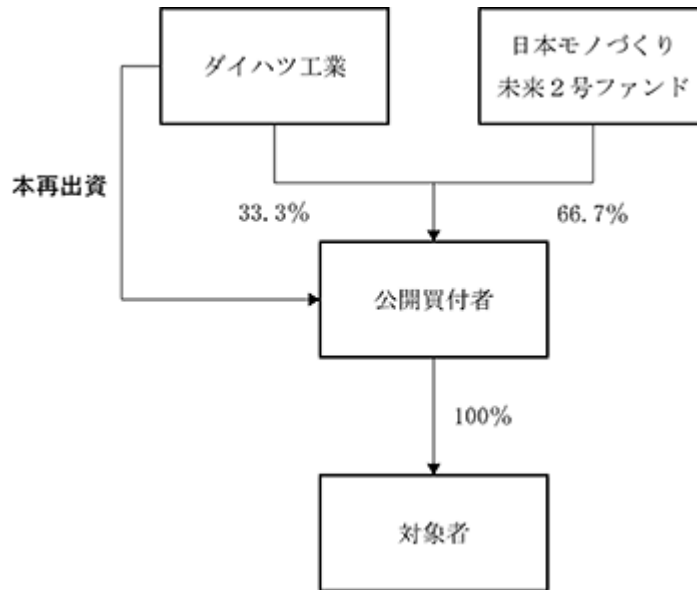 ダイハツ工業
日本モノづくり
未来２号ファンド
本再出資
33.3%
66.7%
公開買付者
100%
対象者